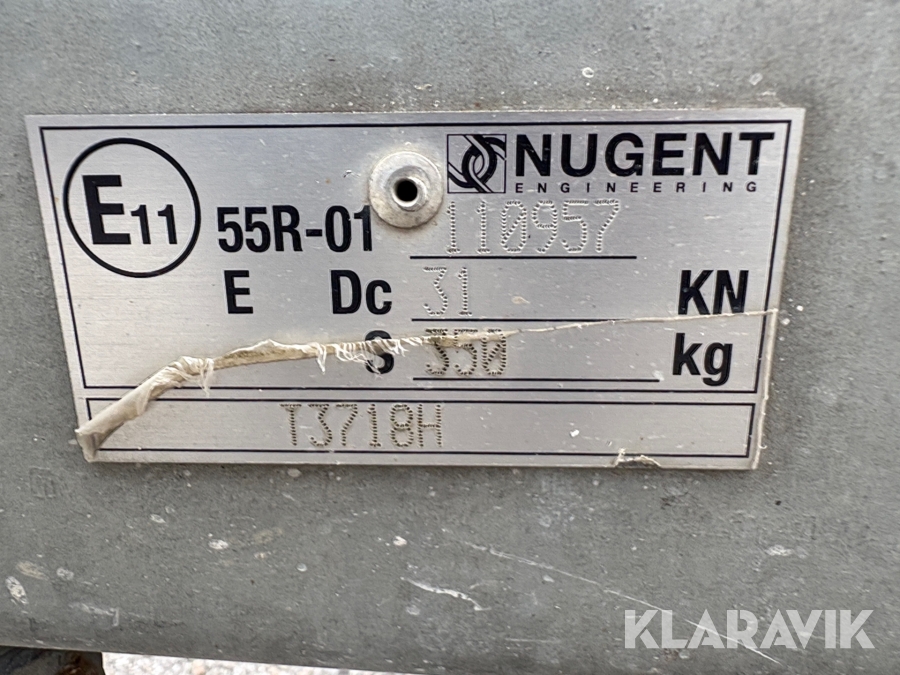 E11
NUGENT
ENGINEERING
55R-01 110957
E Dc 31 KN
S 350 kg
T3718H
KLARAVIK